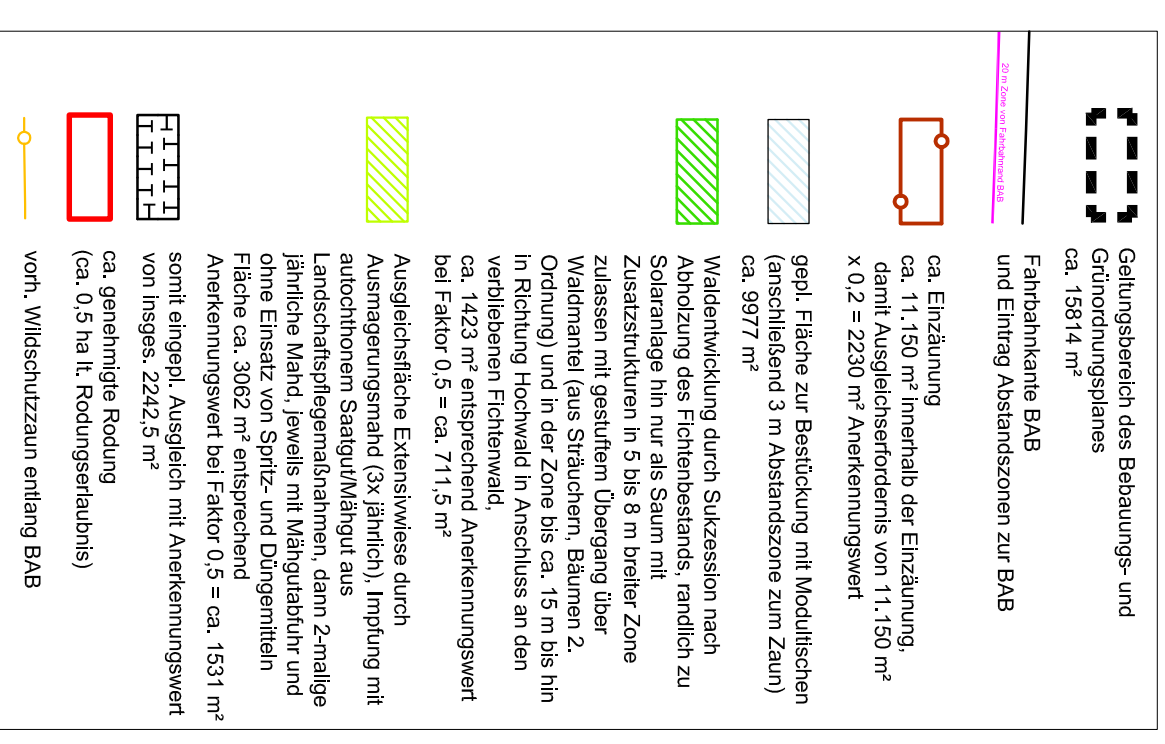 Geltungsbereich des Bebauungs- und
Grünordnungsplanes
ca. 15814 m²
Fahrbahnkante BAB
20 m Zone von Fahrbahnrand BAB
und Eintrag Abstandszonen zur BAB
ca. Einzäunung
ca. 11.150 m² innerhalb der Einzäunung,
damit Ausgleichserfordernis von 11.150 m²
x 0,2 = 2230 m² Anerkennungswert
gepl. Fläche zur Bestückung mit Modultischen
(anschließend 3 m Abstandszone zum Zaun)
ca. 9977 m²
Waldentwicklung durch Sukzession nach
Abholzung des Fichtenbestands, randlich zu
Solaranlage hin nur als Saum mit
Zusatzstrukturen in 5 bis 8 m breiter Zone
zulassen mit gestuftem Übergang über
Waldmantel (aus Sträuchern, Bäumen 2.
Ordnung) und in der Zone bis ca. 15 m bis hin
in Richtung Hochwald in Anschluss an den
verbliebenen Fichtenwald,
ca. 1423 m² entsprechend Anerkennungswert
bei Faktor 0,5 = ca. 711,5 m²
Ausgleichsfläche Extensivwiese durch
Ausmagerungsmahd (3x jährlich), Impfung mit
autochthonem Saatgut/Mähgut aus
Landschaftspflegemaßnahmen, dann 2-malige
jährliche Mahd, jeweils mit Mähgutabfuhr und
ohne Einsatz von Spritz- und Düngemitteln
Fläche ca. 3062 m² entsprechend
Anerkennungswert bei Faktor 0,5 = ca. 1531 m²
somit eingepl. Ausgleich mit Anerkennungswert
von insges. 2242,5 m²
ca. genehmigte Rodung
(ca. 0,5 ha lt. Rodungserlaubnis)
vorh. Wildschutzzaun entlang BAB